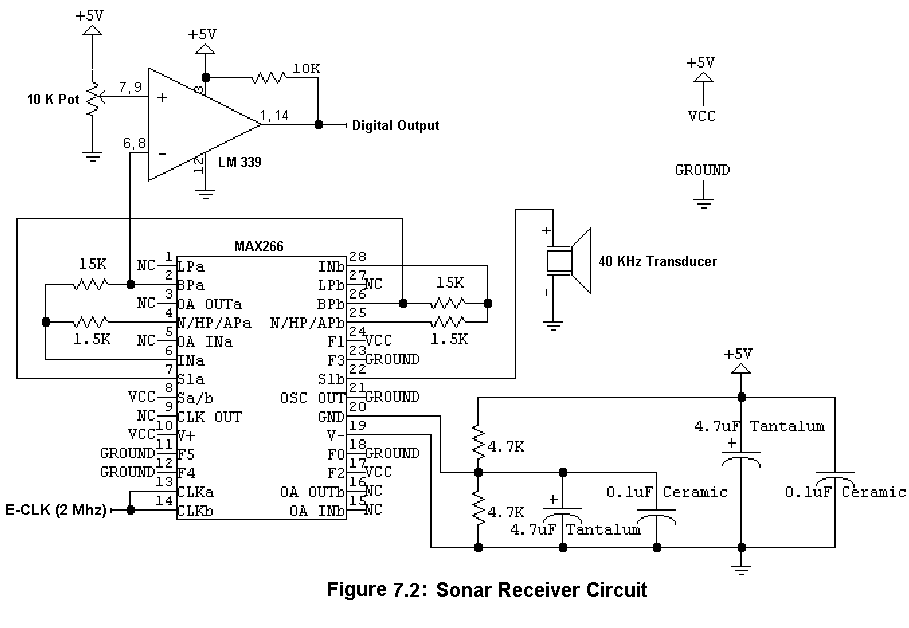 +5V
+5V
10K
+5V
10 K Pot
7,9
+
3
1,14
Digital Output
VCC
6,8
-
12
LM 339
GROUND
MAX266
15K
NC
1
LPa
INb
28
2
BPa
LPb
27
NC
15K
+
40 KHz Transducer
-
NC
3
OA OUTa
BPb
26
4
N/HP/APa
N/HP/APb
25
1.5K
NC
5
OA INa
F1
24
VCC
1.5K
6
INa
F3
23
GROUND
7
S1a
S1b
22
VCC
8
Sa/b
OSC OUT
21
GROUND
+5V
NC
9
CLK OUT
GND
20
VCC
10
V+
V-
19
4.7uF Tantalum
+
GROUND
11
F5
F0
18
GROUND
4.7K
GROUND
12
F4
F2
17
VCC
13
CLKa
OA OUTb
16
NC
+
0.1uF Ceramic
0.1uF Ceramic
E-CLK (2 Mhz)
14
CLKb
OA INb
15
NC
4.7K
4.7uF Tantalum
Figure 7.2: Sonar Receiver Circuit